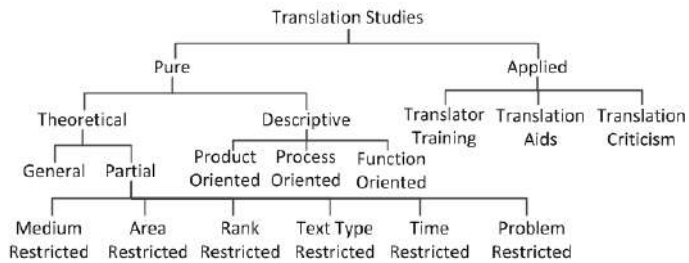 Translation Studies
Pure
Applied
Theoretical
Descriptive
Translator Training
Translation Aids
Translation Criticism
General
Partial
Product Oriented
Process Oriented
Function Oriented
Medium Restricted
Area Restricted
Rank Restricted
Text Type Restricted
Time Restricted
Problem Restricted